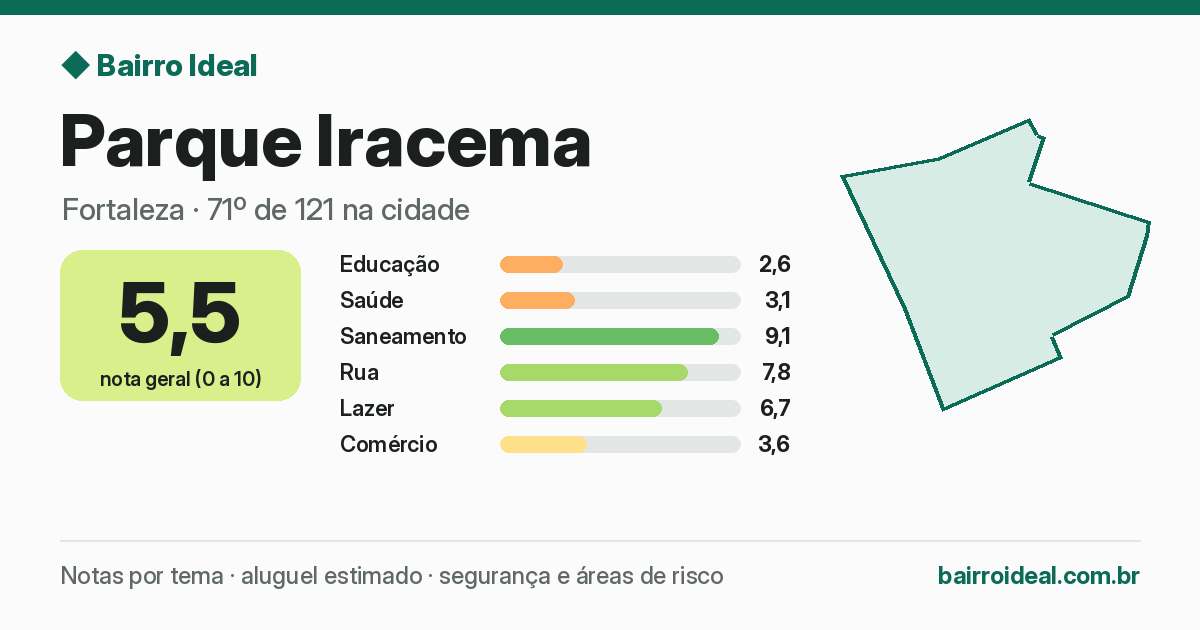 Bairro Ideal
Parque Iracema
Fortaleza · 71º de 121 na cidade
5,5
nota geral (0 a 10)
Educação 2,6
Saúde 3,1
Saneamento 9,1
Rua 7,8
Lazer 6,7
Comércio 3,6
Notas por tema · aluguel estimado · segurança e áreas de risco
bairroideal.com.br